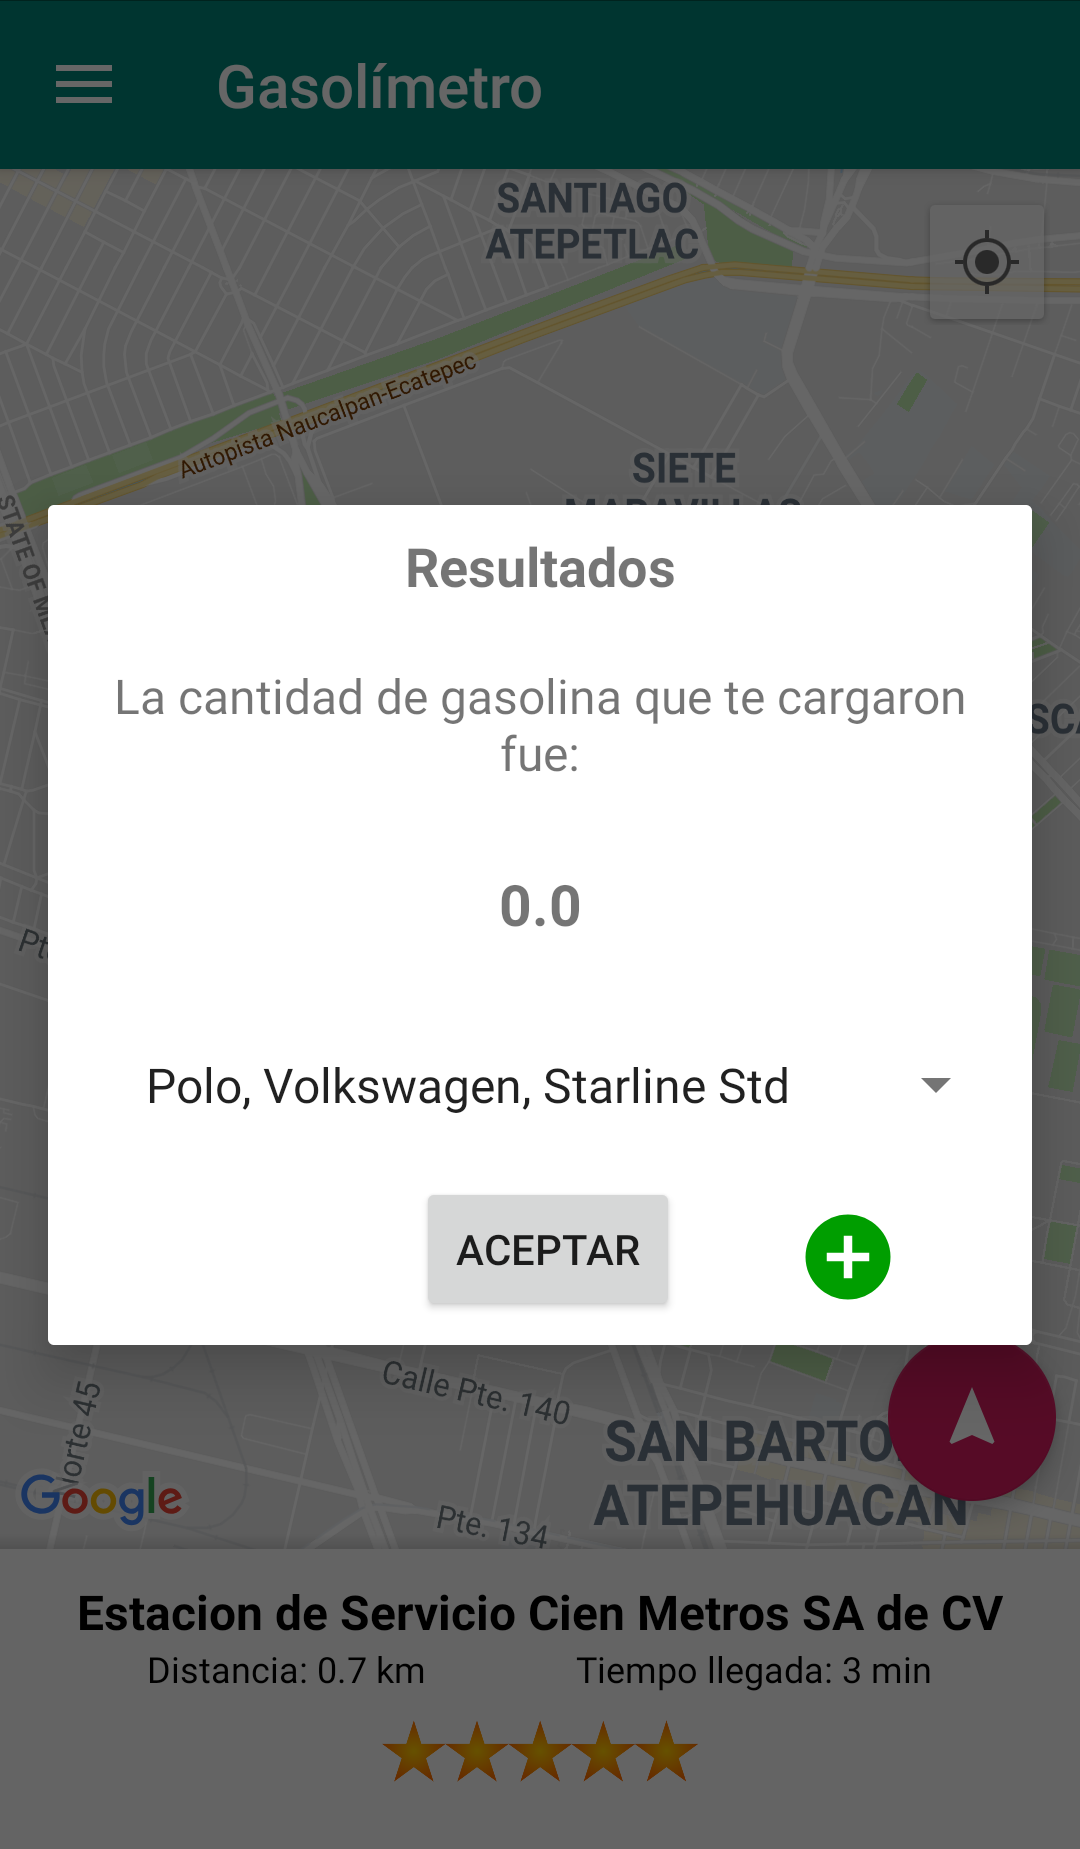 Gasolímetro
SANTIAGO
ATEPETLAC
Autopista Naucalpan-Ecatepec
SIETE
STATE OF
Resultados
La cantidad de gasolina que te cargaron
fue:
0.0
Polo, Volkswagen, Starline Std
ACEPTAR
Calle Pte. 140
Norte 45
SAN BARTO
ATEPEHUACAN
Google
Pte. 134
Estacion de Servicio Cien Metros SA de CV
Distancia: 0.7 km
Tiempo llegada: 3 min